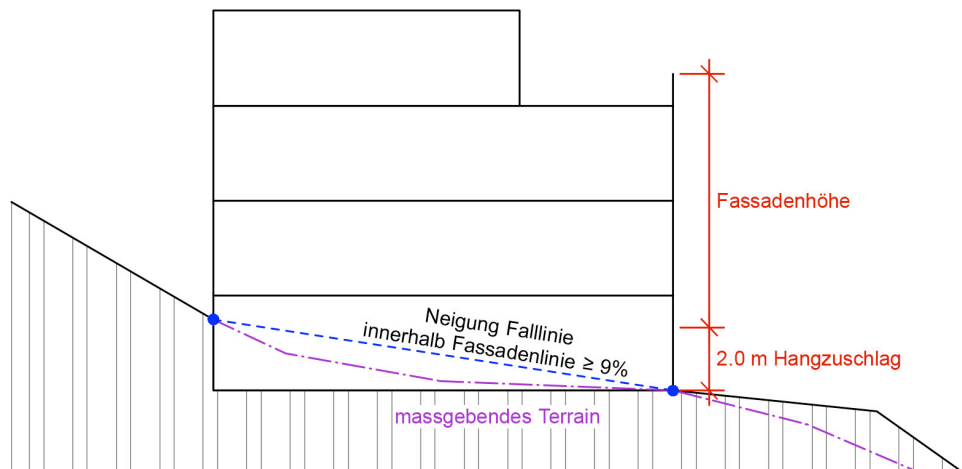 Fassadenhöhe
Neigung Falllinie
innerhalb Fassadenlinie ≥ 9%
2.0 m Hangzuschlag
massgebendes Terrain